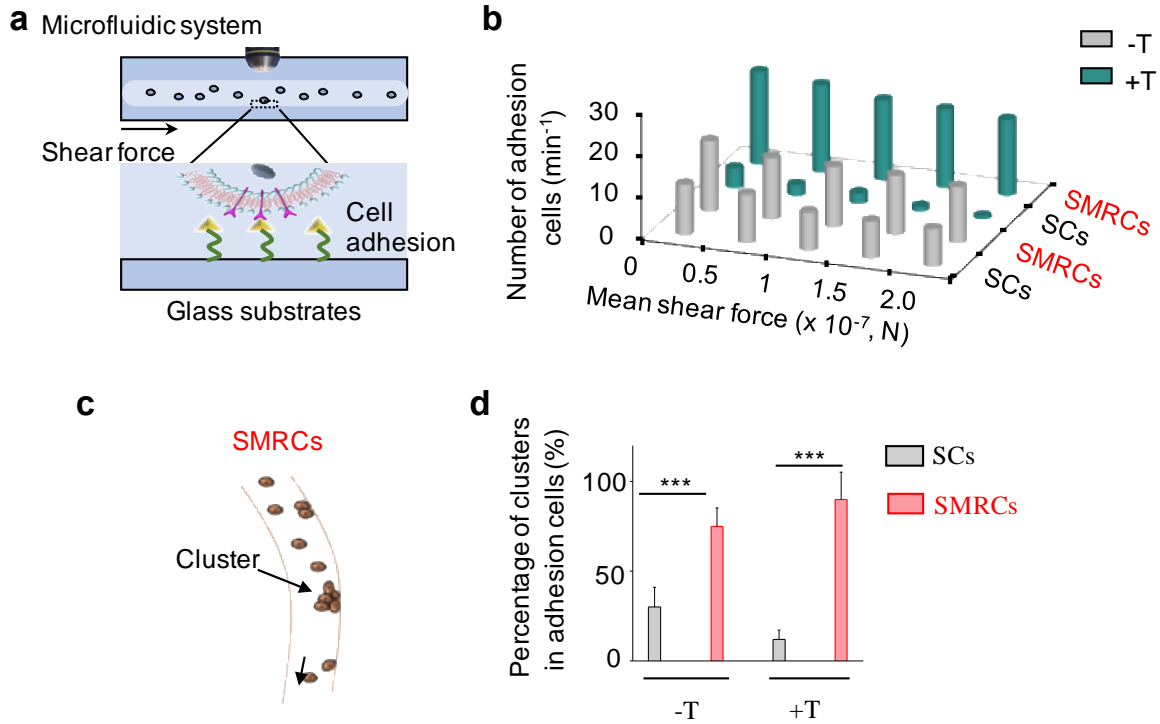 a
Microfluidic system
Shear force
Cell
adhesion
Glass substrates
b
-T
+T
Number of adhesion
cells (min-1)
30
20
10
0
0
0.5
1
1.5
2.0
Mean shear force (x 10-7, N)
SMRCs
SCs
SMRCs
SCs
c
SMRCs
Cluster
d
Percentage of clusters
in adhesion cells (%)
100
50
0
***
***
-T
+T
SCs
SMRCs